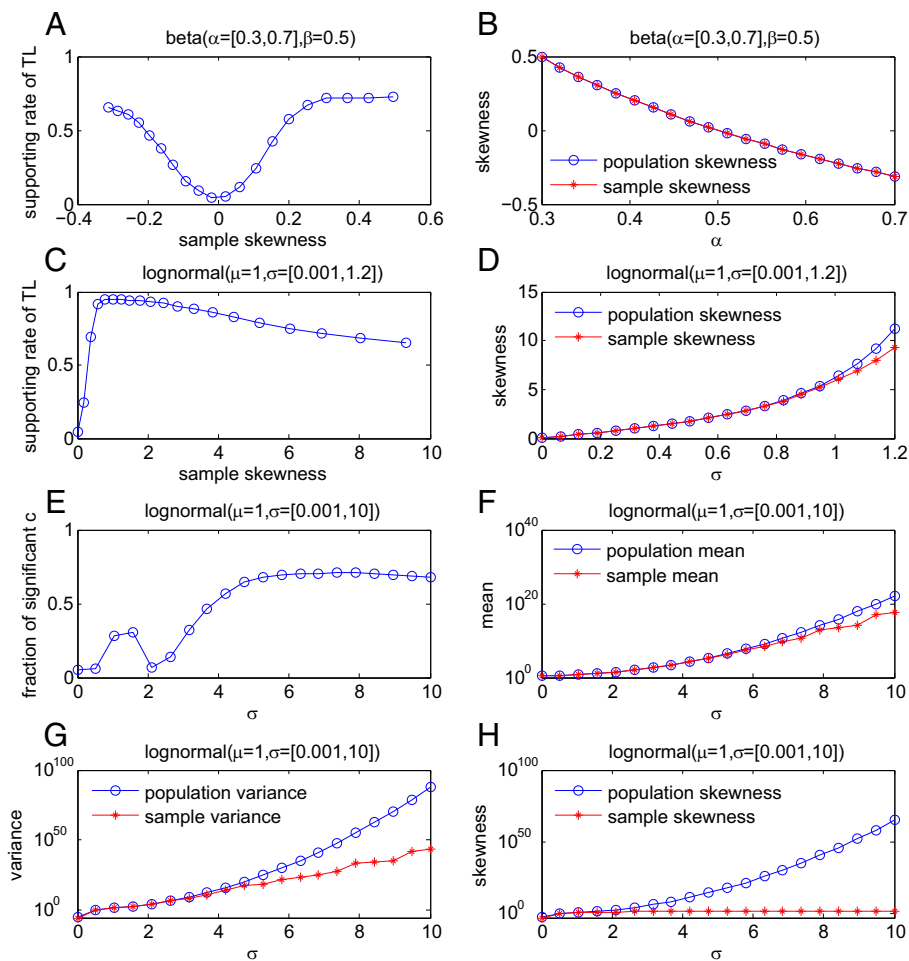 A
beta(α=[0.3,0.7],β=0.5)
supporting rate of TL
1
0.5
0
−0.4 −0.2 0 0.2 0.4 0.6
sample skewness
B
beta(α=[0.3,0.7],β=0.5)
skewness
0.5
0
−0.5
population skewness
sample skewness
0.3 0.4 0.5 0.6 0.7
α
C
lognormal(μ=1,σ=[0.001,1.2])
supporting rate of TL
1
0.5
0
0 2 4 6 8 10
sample skewness
D
lognormal(μ=1,σ=[0.001,1.2])
skewness
15
10
5
0
population skewness
sample skewness
0.2 0.4 0.6 0.8 1 1.2
σ
E
lognormal(μ=1,σ=[0.001,10])
fraction of significant c
1
0.5
0
0 2 4 6 8 10
σ
F
lognormal(μ=1,σ=[0.001,10])
mean
10^40
10^20
10^0
population mean
sample mean
0 2 4 6 8 10
σ
G
lognormal(μ=1,σ=[0.001,10])
variance
10^100
10^50
10^0
population variance
sample variance
0 2 4 6 8 10
σ
H
lognormal(μ=1,σ=[0.001,10])
skewness
10^100
10^50
10^0
population skewness
sample skewness
0 2 4 6 8 10
σ